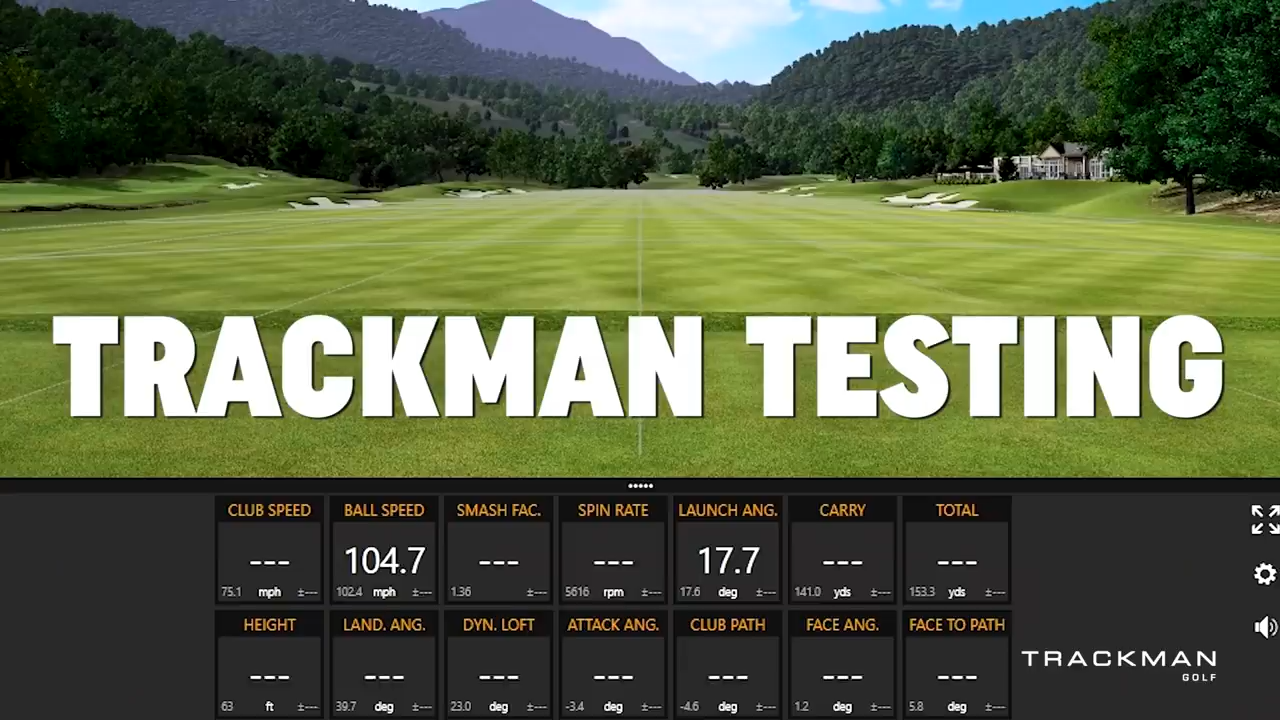 TRACKMAN TESTING
CLUB SPEED BALL SPEED SMASH FAC. SPIN RATE LAUNCH ANG. CARRY TOTAL
--- 104.7 --- --- 17.7 --- ---
75.1 mph ±--- 102.4 mph ±--- 1.36 ±--- 5616 rpm ±--- 17.6 deg ±--- 141.0 yds ±--- 153.3 yds ±---
HEIGHT LAND. ANG. DYN. LOFT ATTACK ANG. CLUB PATH FACE ANG. FACE TO PATH
--- --- --- --- --- --- ---
63 ft ±--- 39.7 deg ±--- 23.0 deg ±--- -3.4 deg ±--- -4.6 deg ±--- 1.2 deg ±--- 5.8 deg ±---
TRACKMAN
GOLF